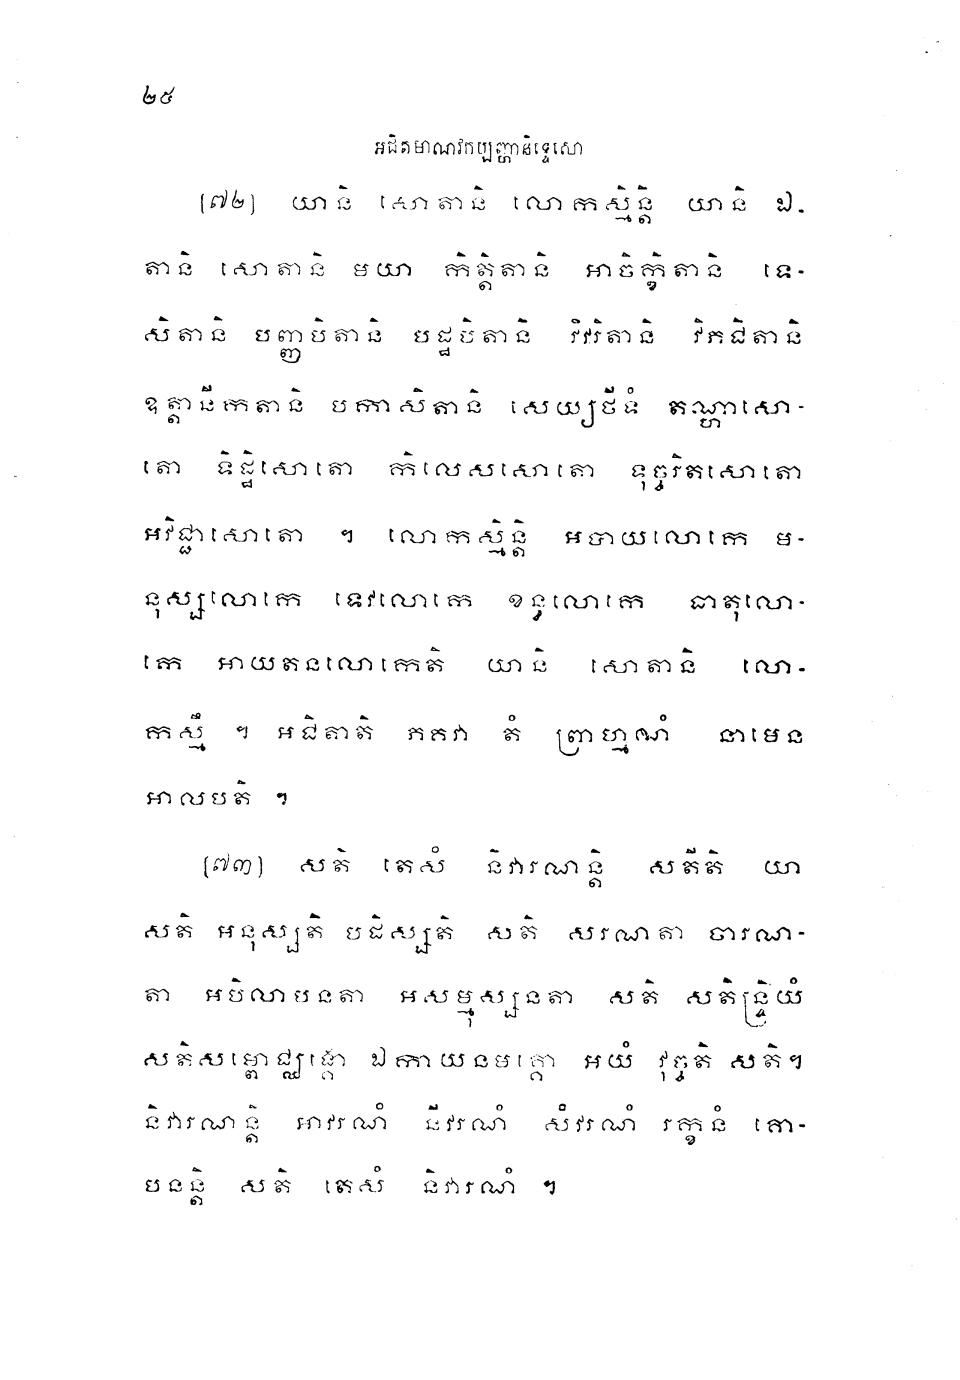 ២៥
អជិតមាណវកប្បញ្ហានិទ្ទេសោ
(៧២) យានិ សោតានិ លោកស្មិន្តិ យានិ ឯ-
តានិ សោតានិ មយា កិត្តិតានិ អាចិក្ខិតានិ ទេ-
សិតានិ បញ្ញបិតានិ បដ្ឋបិតានិ វិវរិតានិ វិភជិតានិ
ឧត្តានីកតានិ បកាសិតានិ សេយ្យថីទំ តណ្ហាសោ-
តោ ទិដ្ឋិសោតោ កិលេសសោតោ ទុច្ចរិតសោតោ
អវិជ្ជាសោតោ ។ លោកស្មិន្តិ អបាយលោកេ ម-
នុស្សលោកេ ទេវលោកេ ខន្ធលោកេ ធាតុលោ-
កេ អាយតនលោកេតិ យានិ សោតានិ លោ-
កស្មឹ ។ អជិតាតិ ភគវា តំ ព្រាហ្មណំ នាមេន
អាលបតិ ។
(៧៣) សតិ តេសំ និវារណន្តិ សតីតិ យា
សតិ អនុស្សតិ បដិស្សតិ សតិ សរណតា ធារណ-
តា អបិលាបនតា អសម្មុស្សនតា សតិ សតិន្ទ្រិយំ
សតិសម្ពោជ្ឈង្គោ ឯកាយនមគ្គោ អយំ វុច្ចតិ សតិ។
និវារណន្តិ អាវរណំ នីវរណំ សំវរណំ រក្ខនំ គោ-
បនន្តិ សតិ តេសំ និវារណំ ។